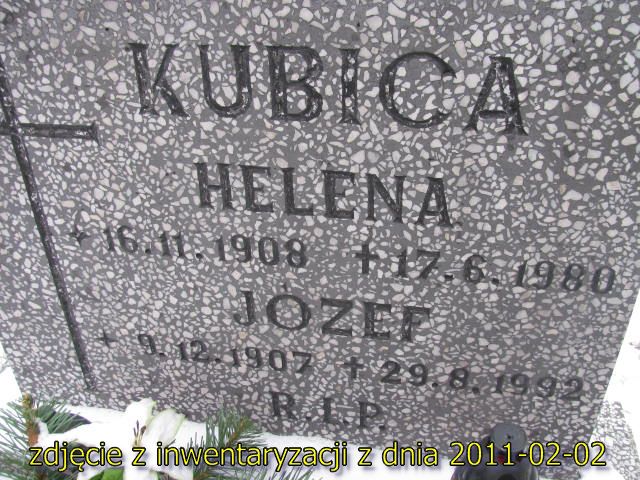 KUBICA
HELENA
* 16.11.1908 + 17.6.1980
JÓZEF
* 9.12.1907 + 29.8.1992
R.I.P.
zdjęcie z inwentaryzacji z dnia 2011-02-02